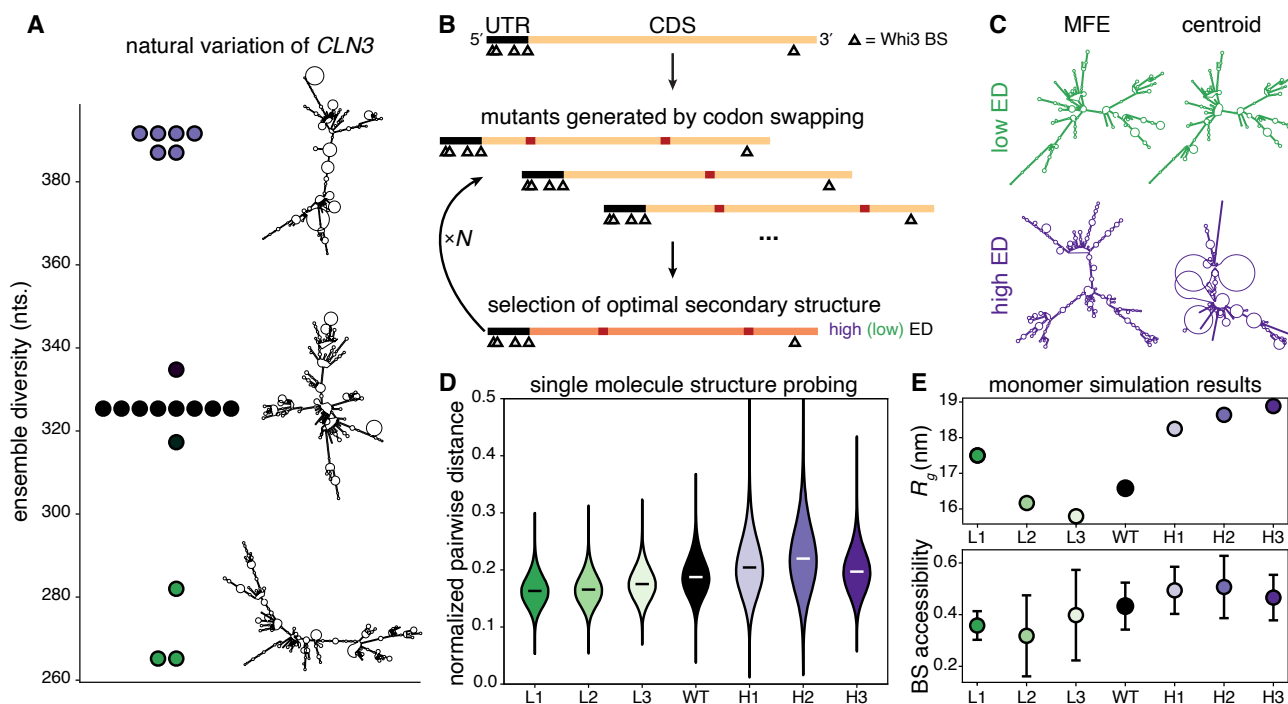 A
natural variation of CLN3
ensemble diversity (nts.)
380
360
340
320
300
280
260
B
UTR CDS
5′ 3′
= Whi3 BS
mutants generated by codon swapping
...
×N
selection of optimal secondary structure
high (low) ED
C
MFE centroid
low ED
high ED
D
single molecule structure probing
normalized pairwise distance
0.5
0.4
0.3
0.2
0.1
0.0
L1 L2 L3 WT H1 H2 H3
E
monomer simulation results
Rg (nm)
19
18
17
16
L1 L2 L3 WT H1 H2 H3
BS accessibility
0.6
0.4
0.2
L1 L2 L3 WT H1 H2 H3